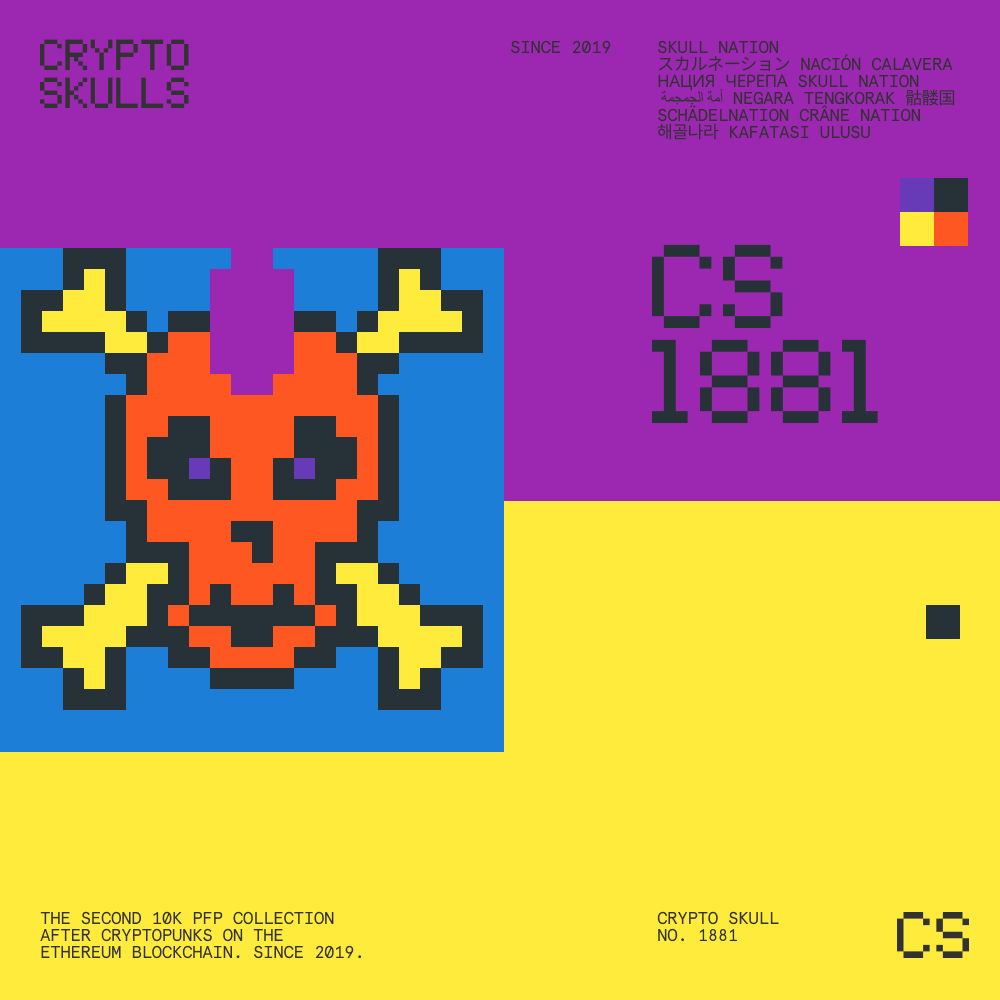 CRYPTO
SKULLS
SINCE 2019
SKULL NATION
スカルネーション NACIÓN CALAVERA
НАЦИЯ ЧЕРЕПА SKULL NATION
أمة الجمجمة NEGARA TENGKORAK 骷髅国
SCHÄDELNATION CRÂNE NATION
해골나라 KAFATASI ULUSU
CS
1881
THE SECOND 10K PFP COLLECTION
AFTER CRYPTOPUNKS ON THE
ETHEREUM BLOCKCHAIN. SINCE 2019.
CRYPTO SKULL
NO. 1881
CS